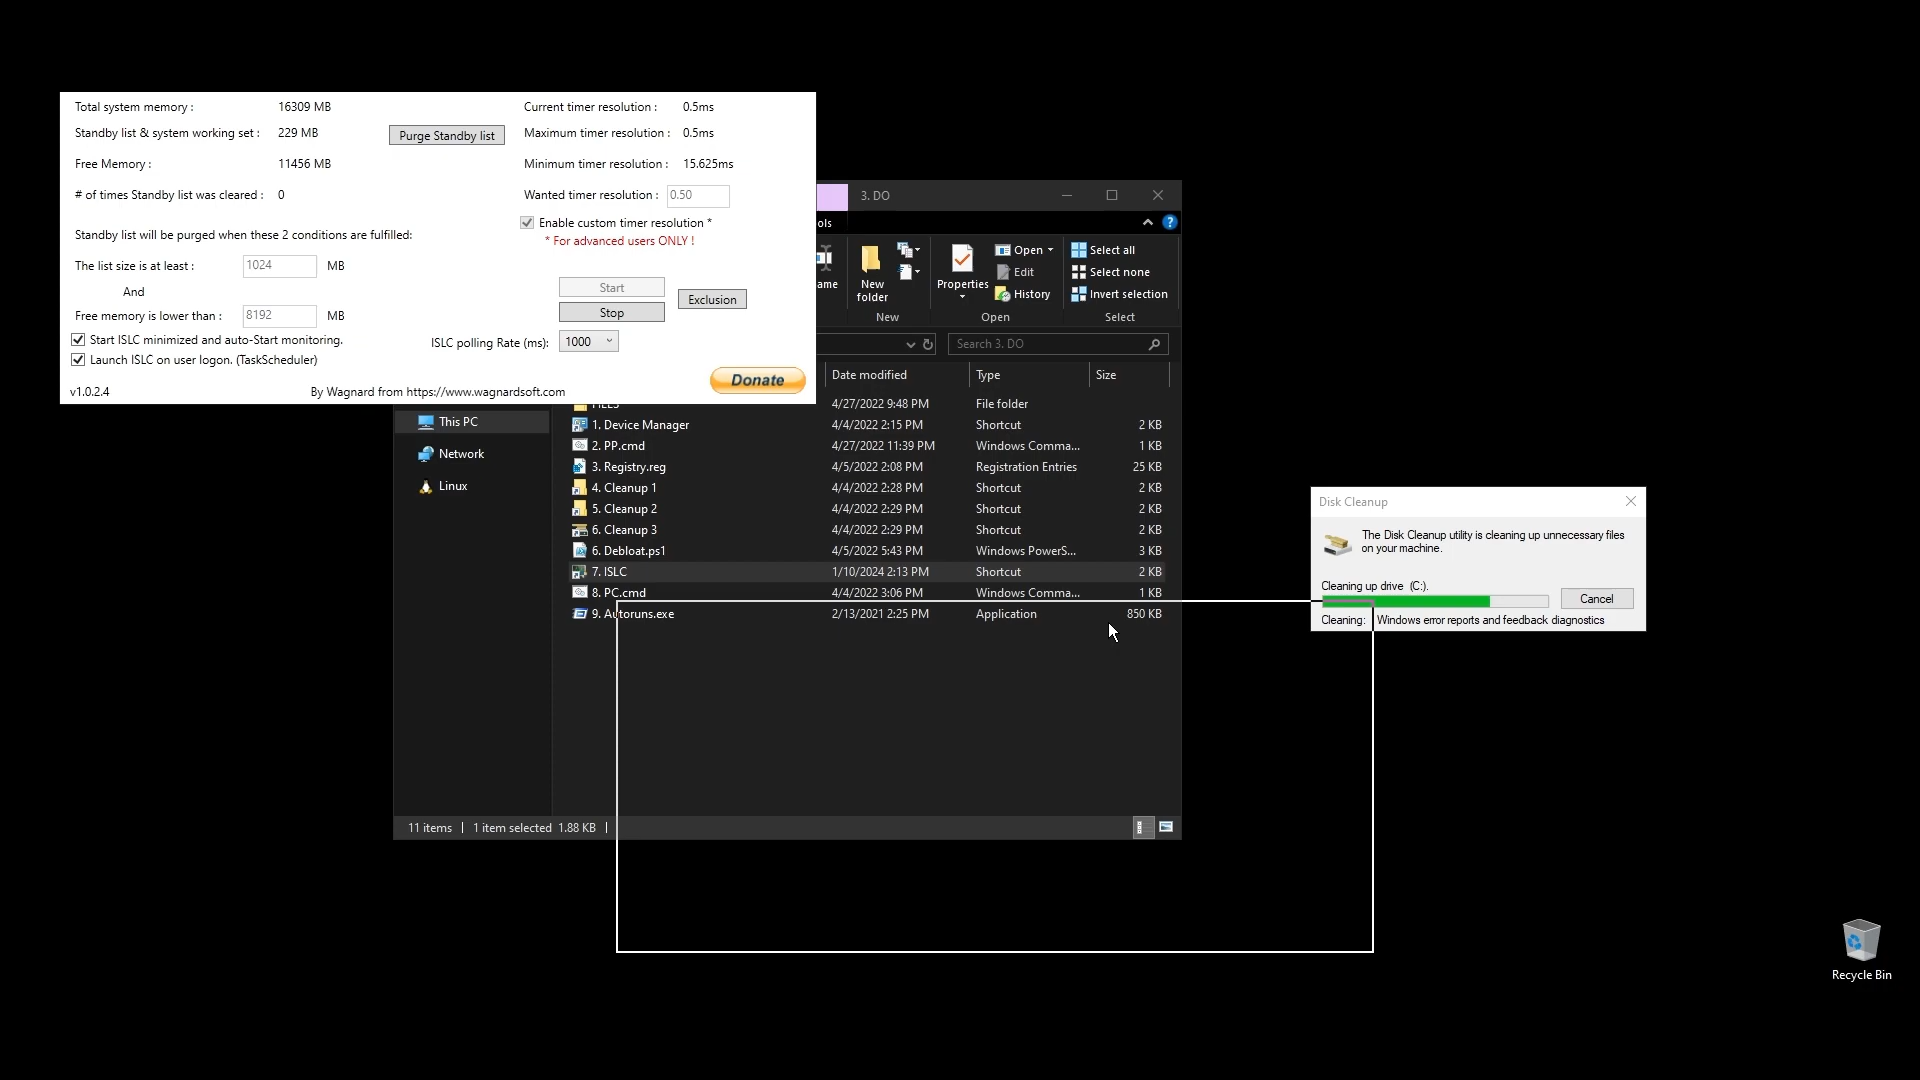 Total system memory : 16309 MB
Standby list & system working set : 229 MB
Purge Standby list
Free Memory : 11456 MB
# of times Standby list was cleared : 0
Standby list will be purged when these 2 conditions are fulfilled:
The list size is at least : 1024 MB
And
Free memory is lower than : 8192 MB
Start ISLC minimized and auto-Start monitoring.
Launch ISLC on user logon. (TaskScheduler)
v1.0.2.4
By Wagnard from https://www.wagnardsoft.com
Current timer resolution : 0.5ms
Maximum timer resolution : 0.5ms
Minimum timer resolution : 15.625ms
Wanted timer resolution : 0.50
Enable custom timer resolution *
* For advanced users ONLY !
Start
Stop
Exclusion
ISLC polling Rate (ms): 1000
Donate
3. DO
ols
?
ame
New
folder
New
Properties
Open
Edit
History
Open
Select all
Select none
Invert selection
Select
Search 3. DO
Date modified Type Size
4/27/2022 9:48 PM File folder
1. Device Manager 4/4/2022 2:15 PM Shortcut 2 KB
2. PP.cmd 4/27/2022 11:39 PM Windows Comma... 1 KB
3. Registry.reg 4/5/2022 2:08 PM Registration Entries 25 KB
4. Cleanup 1 4/4/2022 2:28 PM Shortcut 2 KB
5. Cleanup 2 4/4/2022 2:29 PM Shortcut 2 KB
6. Cleanup 3 4/4/2022 2:29 PM Shortcut 2 KB
6. Debloat.ps1 4/5/2022 5:43 PM Windows PowerS... 3 KB
7. ISLC 1/10/2024 2:13 PM Shortcut 2 KB
8. PC.cmd 4/4/2022 3:06 PM Windows Comma... 1 KB
9. Autoruns.exe 2/13/2021 2:25 PM Application 850 KB
This PC
Network
Linux
11 items 1 item selected 1.88 KB
Disk Cleanup
The Disk Cleanup utility is cleaning up unnecessary files
on your machine.
Cleaning up drive (C:).
Cancel
Cleaning: Windows error reports and feedback diagnostics
Recycle Bin